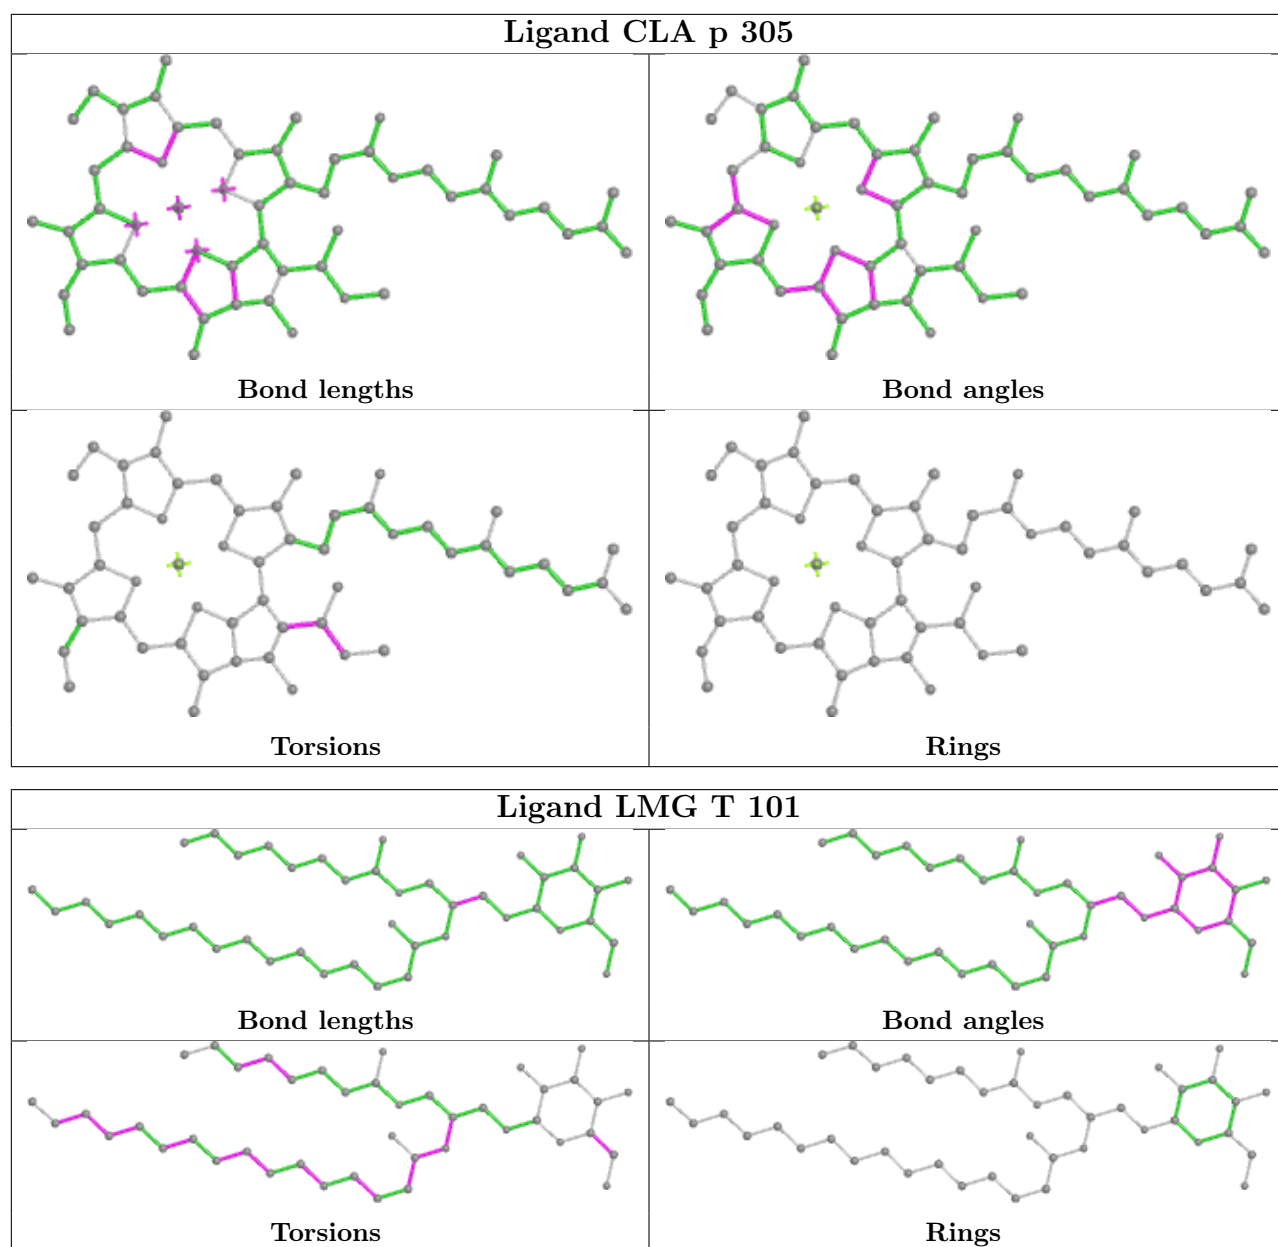 Ligand CLA p 305
Bond lengths
Bond angles
Torsions
Rings
Ligand LMG T 101
Bond lengths
Bond angles
Torsions
Rings